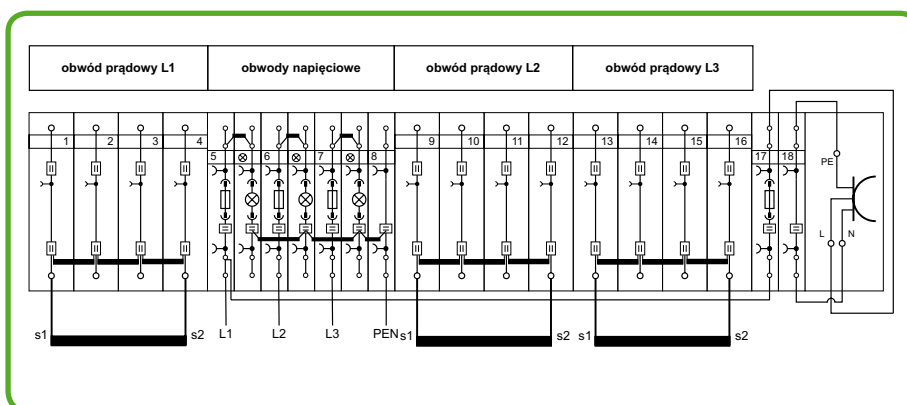 obwód prądowy L1 obwody napięciowe obwód prądowy L2 obwód prądowy L3
1 2 3 4 9 10 11 12 13 14 15 16
5 6 7 8 17 18
PE
L N
s1 s2 L1 L2 L3 PEN s1 s2 s1 s2